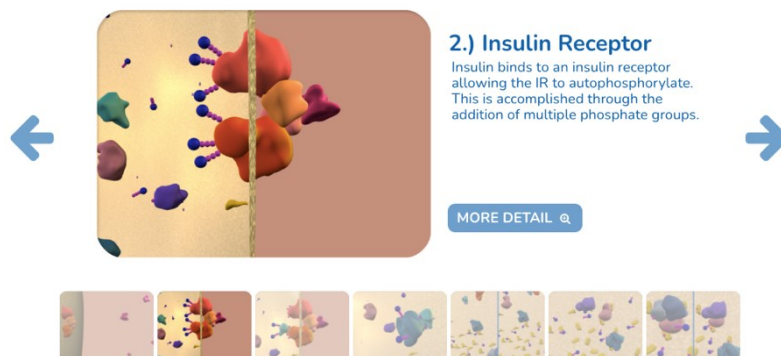 2.) Insulin Receptor
Insulin binds to an insulin receptor
allowing the IR to autophosphorylate.
This is accomplished through the
addition of multiple phosphate groups.
MORE DETAIL